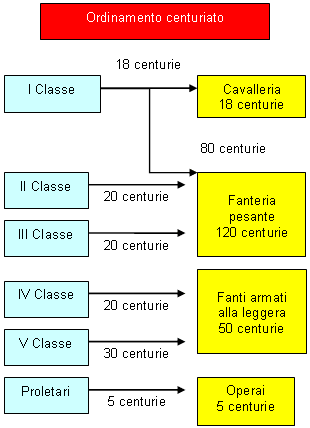 Ordinamento centuriato
18 centurie
I Classe
Cavalleria
18 centurie
80 centurie
II Classe
20 centurie
Fanteria
pesante
120 centurie
III Classe
20 centurie
IV Classe
20 centurie
Fanti armati
alla leggera
50 centurie
V Classe
30 centurie
Proletari
5 centurie
Operai
5 centurie